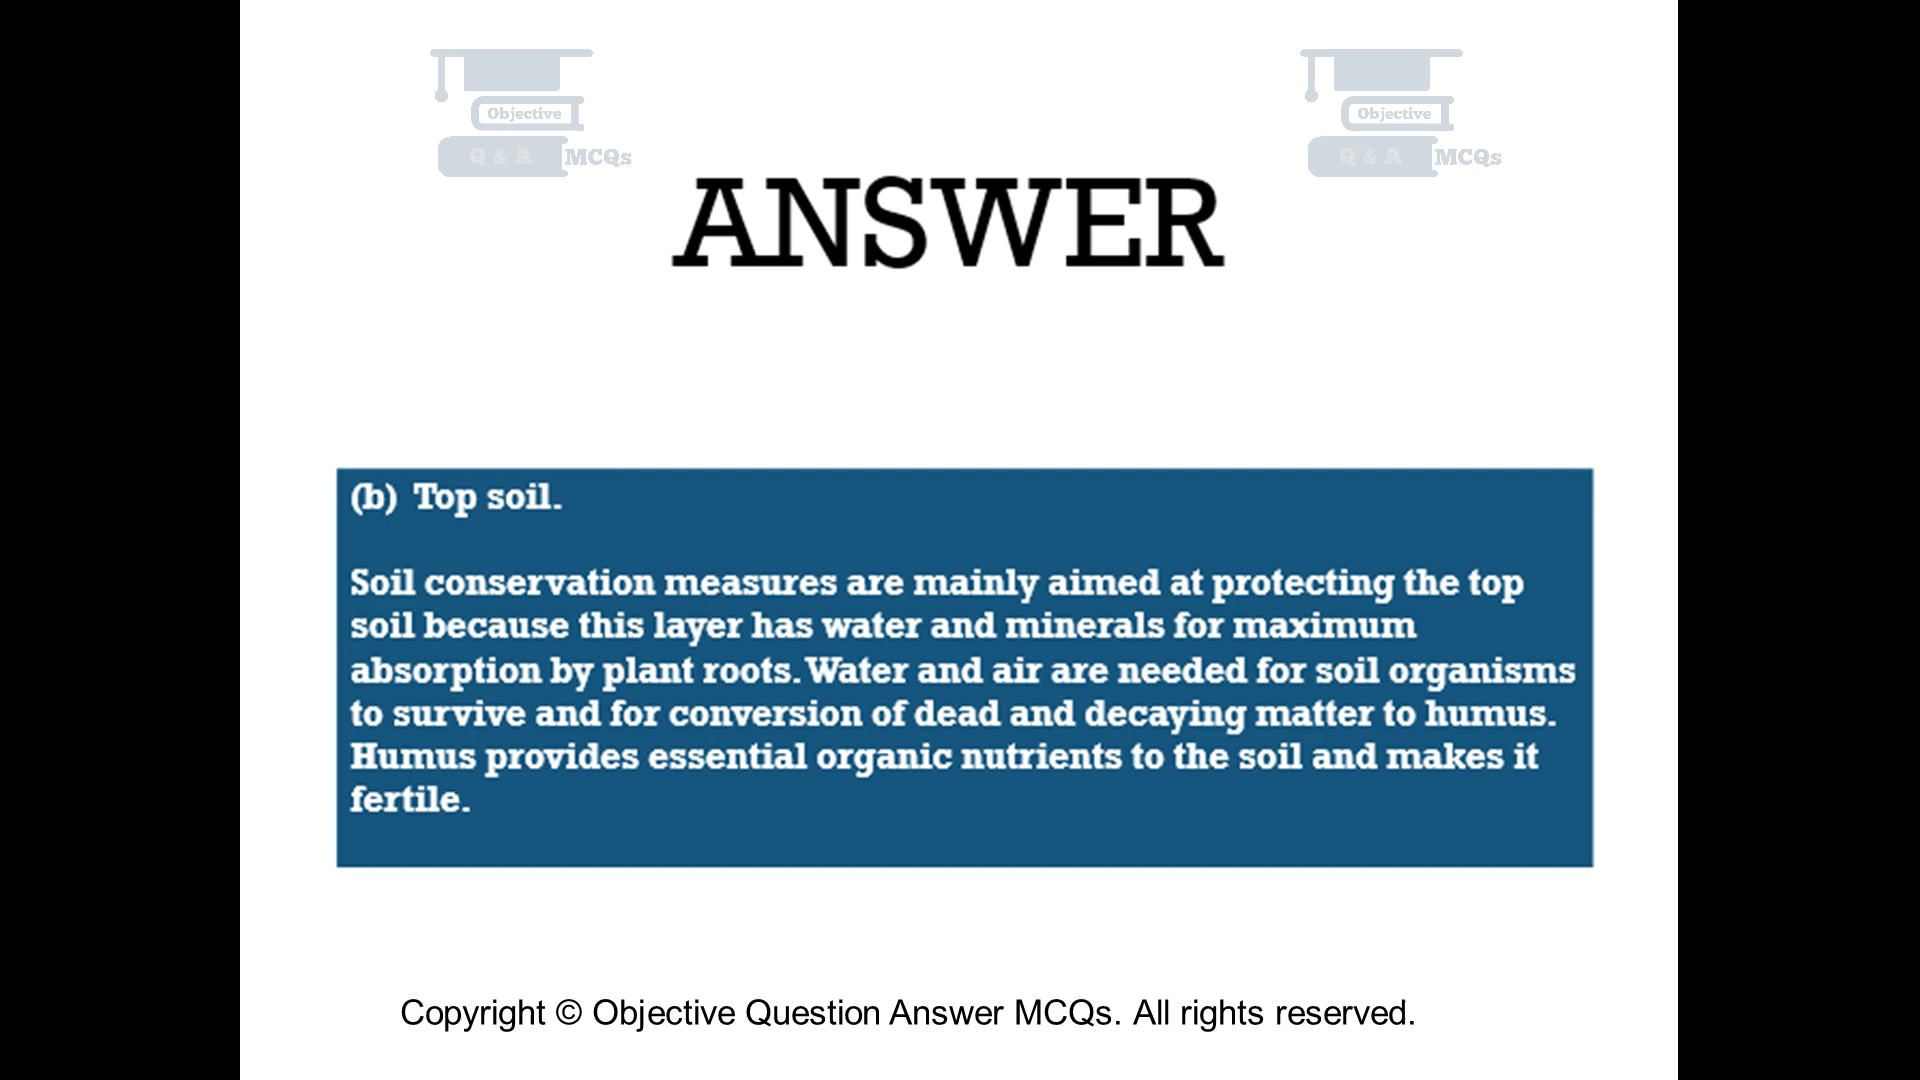 Objective
Q & A MCQs
Objective
Q & A MCQs
ANSWER
(b) Top soil.
Soil conservation measures are mainly aimed at protecting the top
soil because this layer has water and minerals for maximum
absorption by plant roots. Water and air are needed for soil organisms
to survive and for conversion of dead and decaying matter to humus.
Humus provides essential organic nutrients to the soil and makes it
fertile.
Copyright © Objective Question Answer MCQs. All rights reserved.